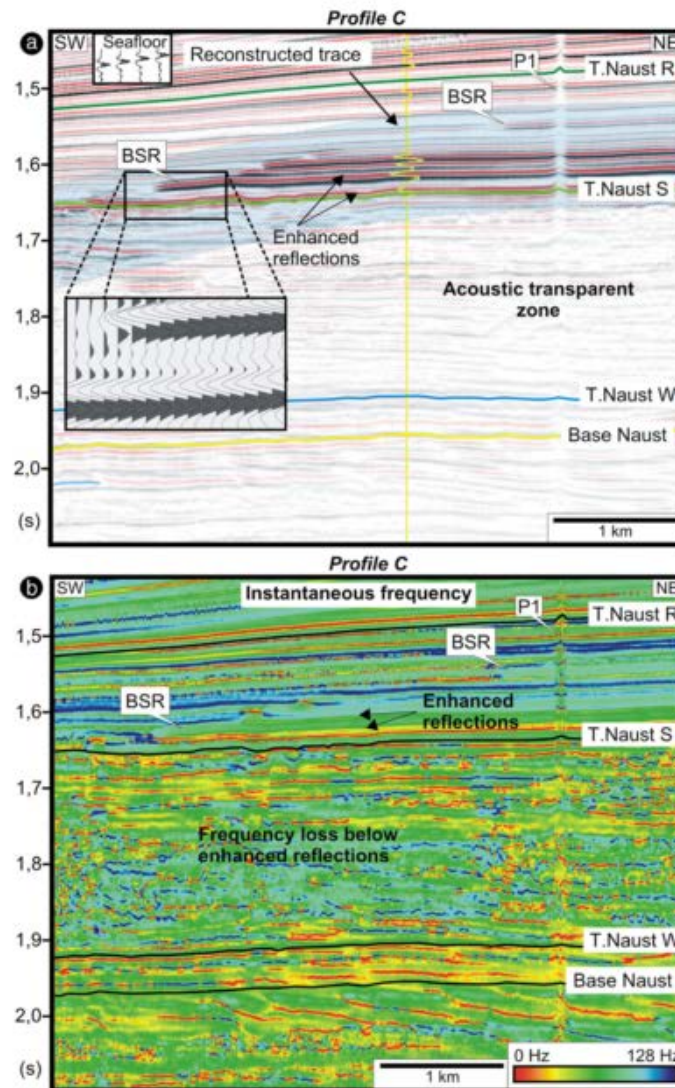 Profile C
a
SW
Seafloor
NE
Reconstructed trace
P1
T.Naust R
1,5
BSR
BSR
1,6
T.Naust S
Enhanced
reflections
1,7
Acoustic transparent
zone
1,8
1,9
T.Naust W
Base Naust
2,0
(s)
1 km
Profile C
b
SW
Instantaneous frequency
NE
P1
T.Naust R
1,5
BSR
BSR
Enhanced
reflections
1,6
T.Naust S
1,7
Frequency loss below
enhanced reflections
1,8
1,9
T.Naust W
Base Naust
2,0
(s)
1 km
0 Hz
128 Hz